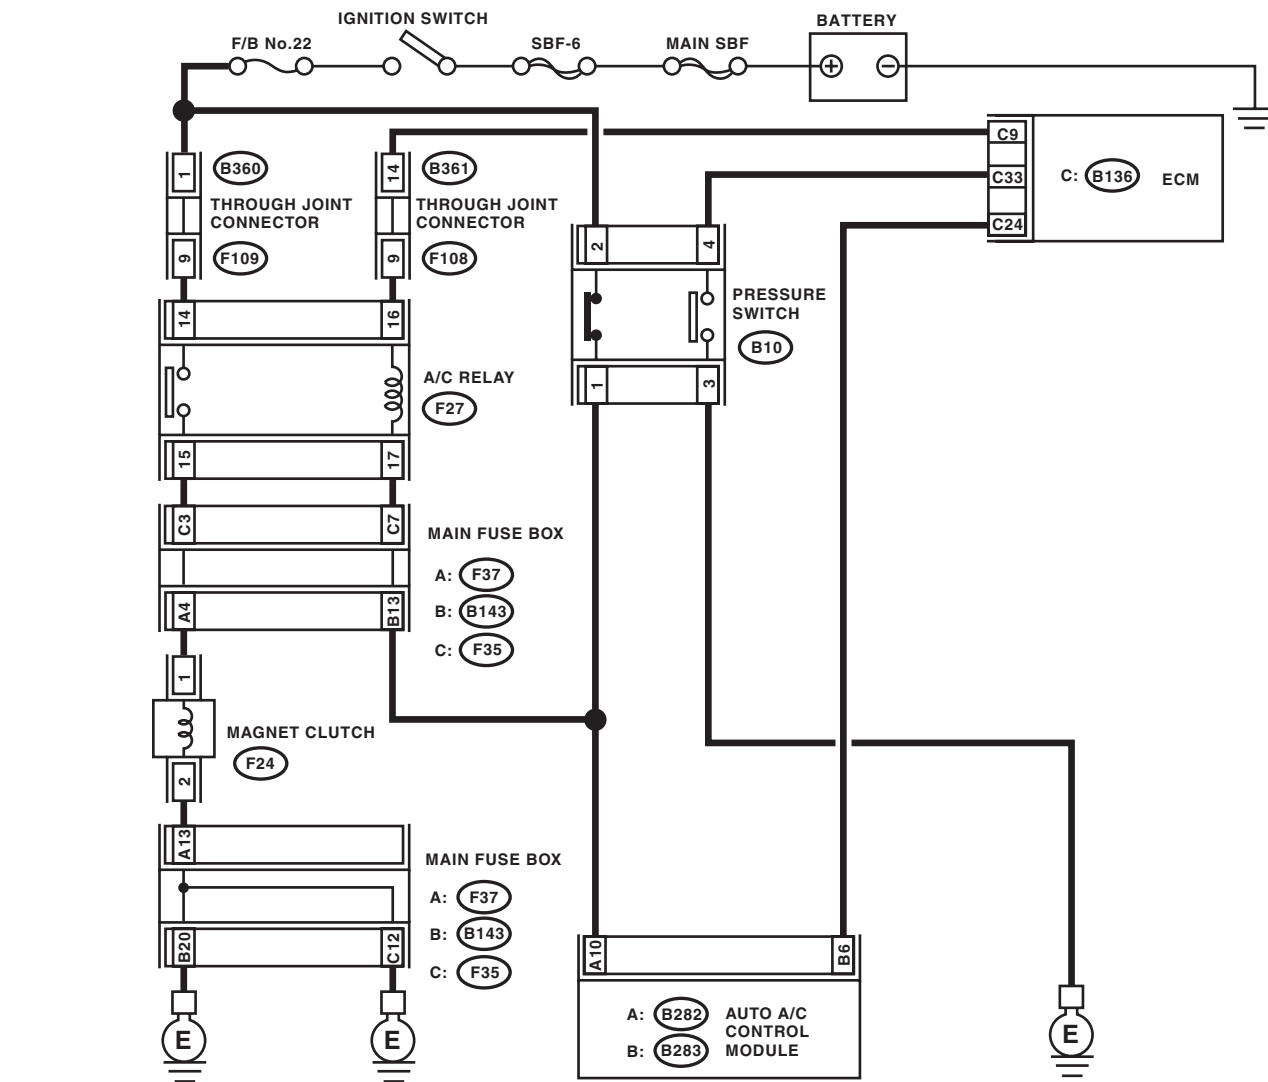 IGNITION SWITCH
BATTERY
F/B No.22
SBF-6
MAIN SBF
+
−
C9
C33
C24
C: B136 ECM
1
B360
THROUGH JOINT
CONNECTOR
9
F109
14
B361
THROUGH JOINT
CONNECTOR
9
F108
2
4
PRESSURE
SWITCH
B10
1
3
14
16
A/C RELAY
F27
15
17
C3
C7
MAIN FUSE BOX
A: F37
B: B143
C: F35
A4
B13
1
MAGNET CLUTCH
F24
2
A13
MAIN FUSE BOX
A: F37
B: B143
C: F35
B20
C12
E
E
A10
B6
A: B282 AUTO A/C
CONTROL
B: B283 MODULE
E